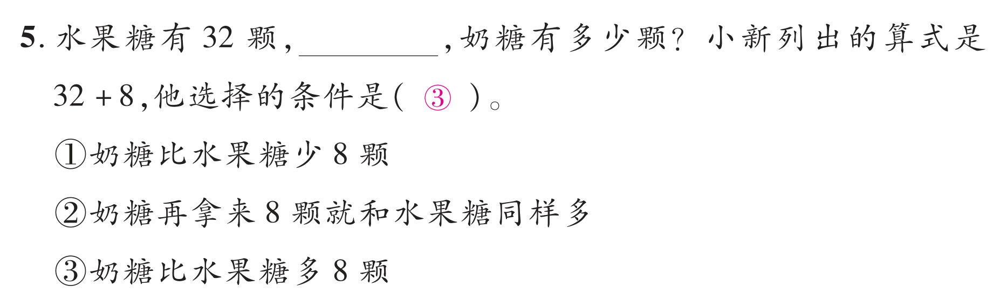 5. 水果糖有 32 颗,________,奶糖有多少颗? 小新列出的算式是
32 + 8,他选择的条件是( ③ )。
①奶糖比水果糖少 8 颗
②奶糖再拿来 8 颗就和水果糖同样多
③奶糖比水果糖多 8 颗